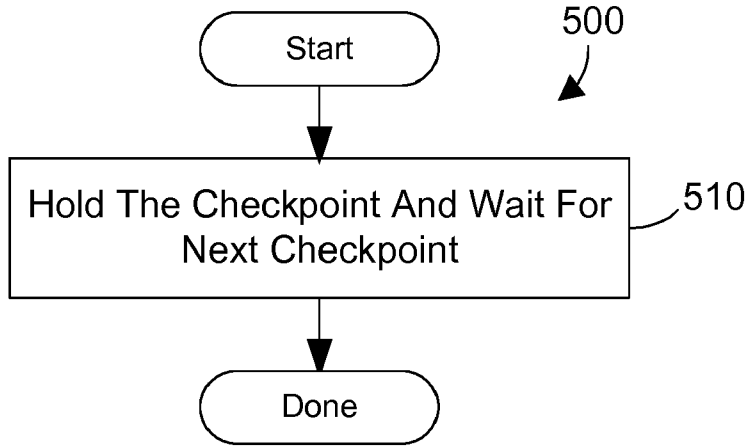 Start
500
Hold The Checkpoint And Wait For
Next Checkpoint
510
Done